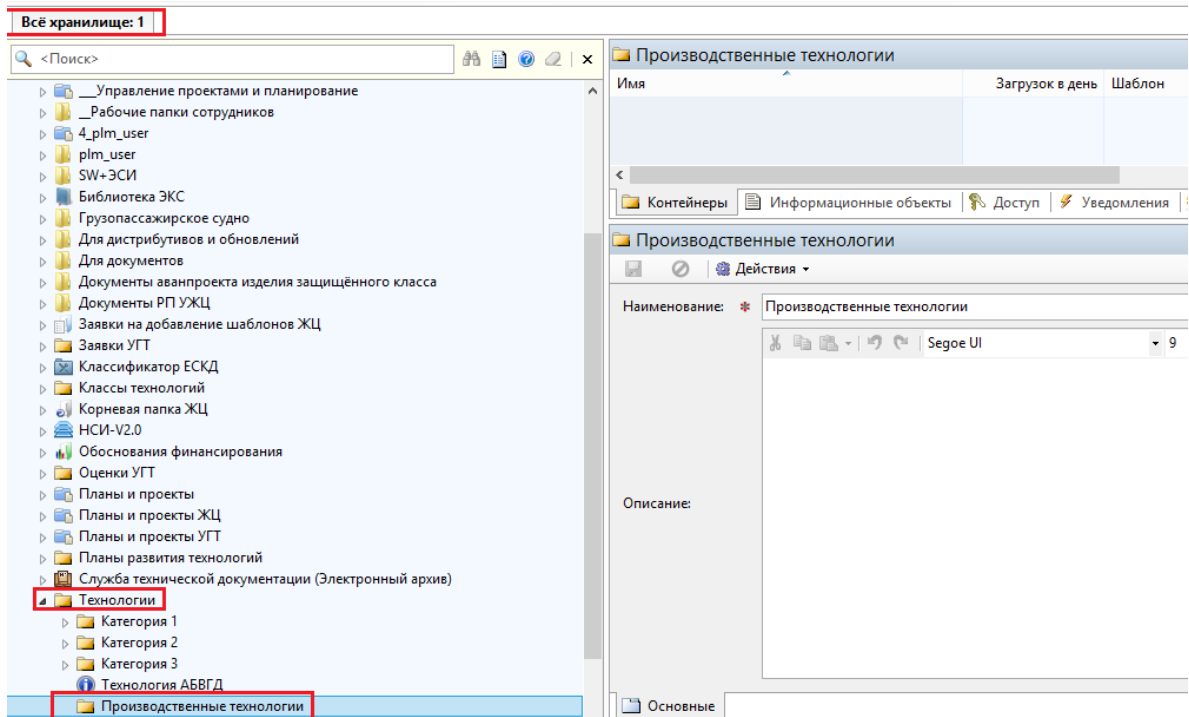 Всё хранилище: 1
<Поиск>
__Управление проектами и планирование
_Рабочие папки сотрудников
4_plm_user
plm_user
SW+ЭСИ
Библиотека ЭКС
Грузопассажирское судно
Для дистрибутивов и обновлений
Для документов
Документы аванпроекта изделия защищённого класса
Документы РП УЖЦ
Заявки на добавление шаблонов ЖЦ
Заявки УГТ
Классификатор ЕСКД
Классы технологий
Корневая папка ЖЦ
НСИ-V2.0
Обоснования финансирования
Оценки УГТ
Планы и проекты
Планы и проекты ЖЦ
Планы и проекты УГТ
Планы развития технологий
Служба технической документации (Электронный архив)
Технологии
Категория 1
Категория 2
Категория 3
Технология АБВГД
Производственные технологии
Производственные технологии
Имя Загрузок в день Шаблон
Контейнеры Информационные объекты Доступ Уведомления
Производственные технологии
Действия
Наименование: * Производственные технологии
Segoe UI 9
Описание:
Основные